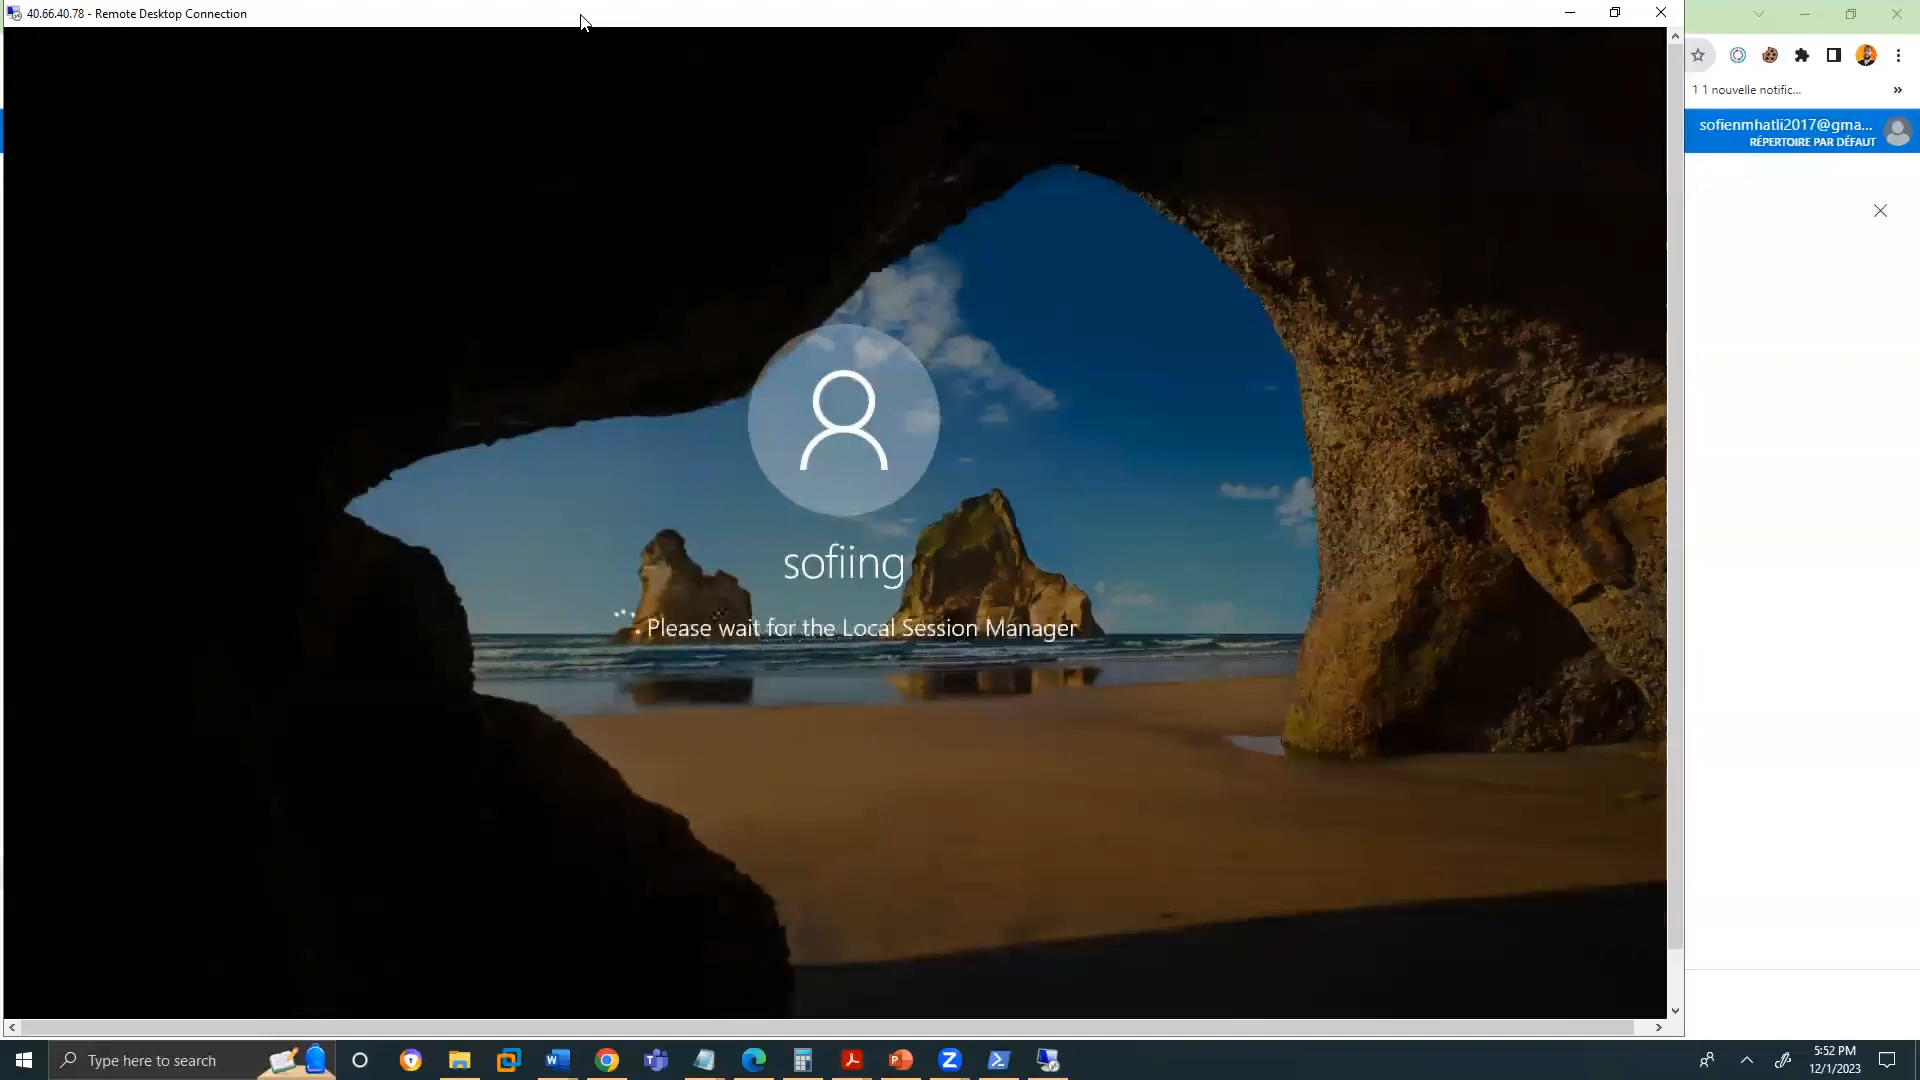 40.66.40.78 - Remote Desktop Connection
1 1 nouvelle notific...
»
sofienmhatli2017@gma...
RÉPERTOIRE PAR DÉFAUT
sofiing
Please wait for the Local Session Manager
Type here to search
5:52 PM
12/1/2023